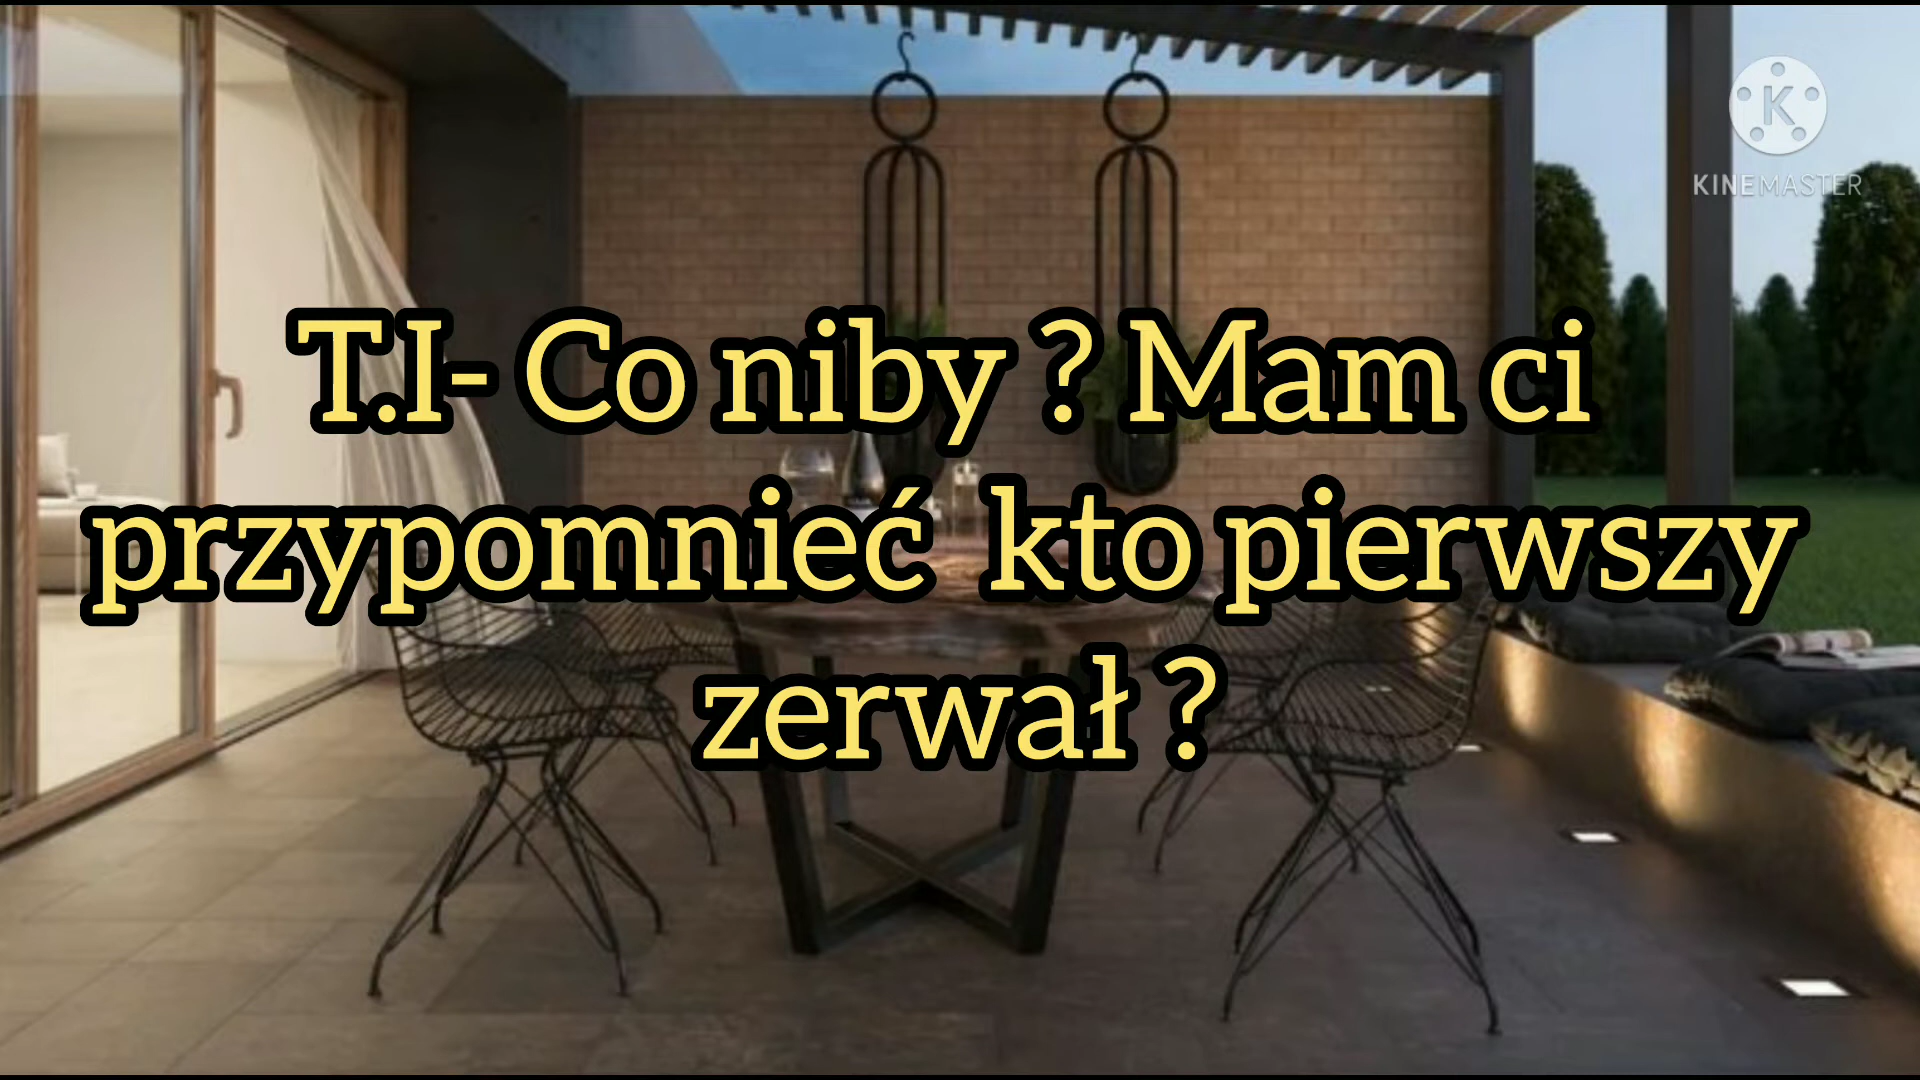 KINEMASTER
T.I- Co niby ? Mam ci
przypomnieć kto pierwszy
zerwał ?